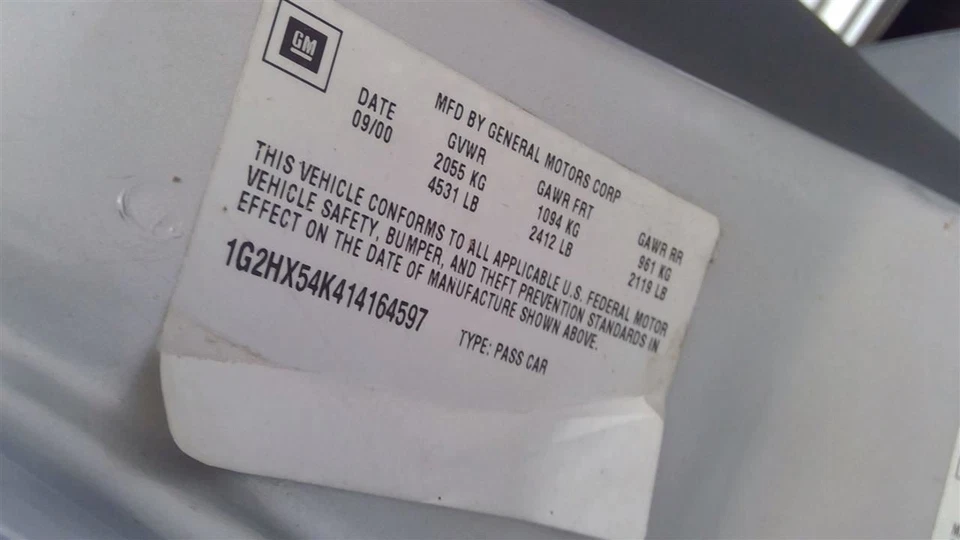 GM
MFD BY GENERAL MOTORS CORP
DATE GVWR GAWR FRT GAWR RR
09/00 2055 KG 1094 KG 961 KG
4531 LB 2412 LB 2119 LB
THIS VEHICLE CONFORMS TO ALL APPLICABLE U.S. FEDERAL MOTOR
VEHICLE SAFETY, BUMPER, AND THEFT PREVENTION STANDARDS IN
EFFECT ON THE DATE OF MANUFACTURE SHOWN ABOVE.
1G2HX54K414164597 TYPE: PASS CAR